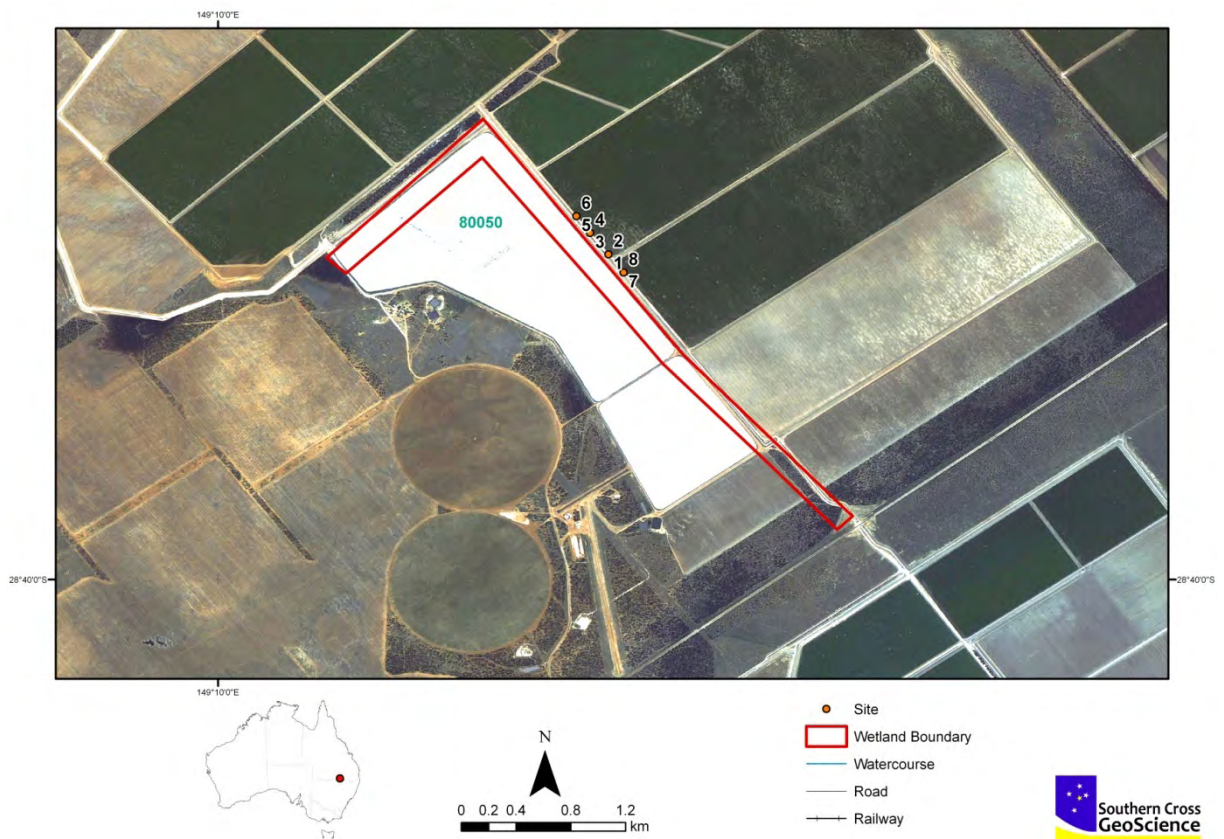 149°10'0"E
80050
6
4
5
2
3
8
1
7
28°40'0"S
28°40'0"S
149°10'0"E
Site
Wetland Boundary
Watercourse
Road
Railway
N
0 0.2 0.4 0.8 1.2
km
Southern Cross
GeoScience